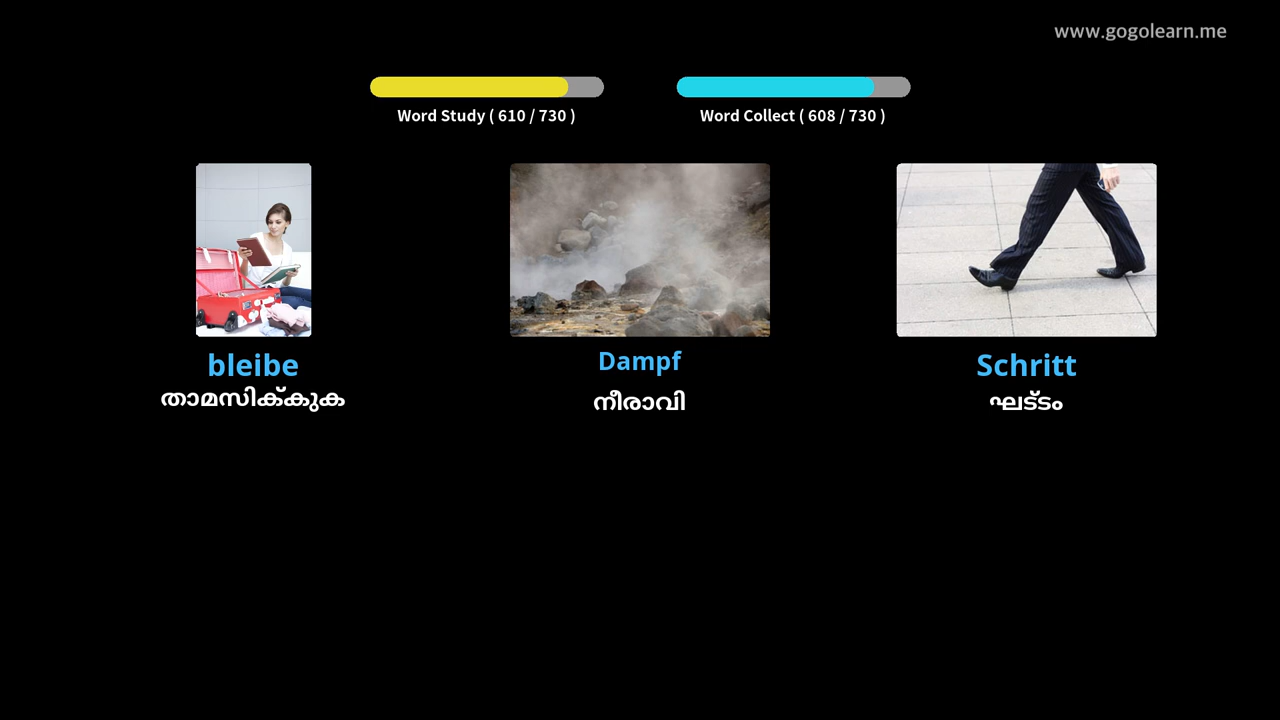 www.gogolearn.me
Word Study ( 610 / 730 )
Word Collect ( 608 / 730 )
bleibe
താമസിക്കുക
Dampf
നീരാവി
Schritt
ഘട്ടം